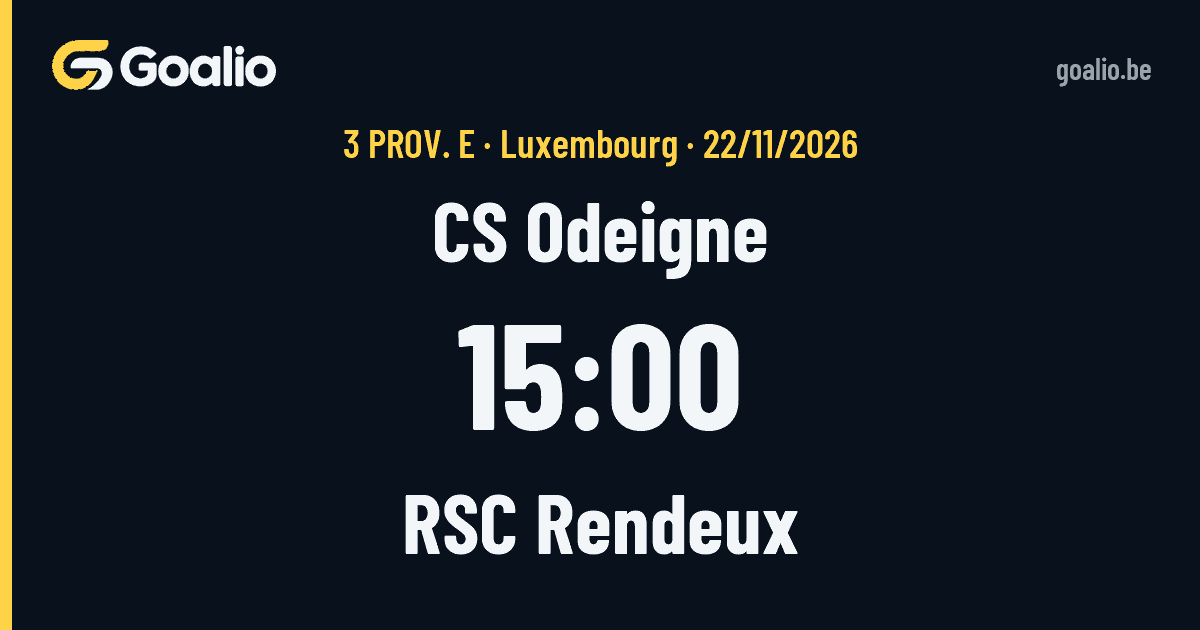 Goalio
goalio.be
3 PROV. E · Luxembourg · 22/11/2026
CS Odeigne
15:00
RSC Rendeux